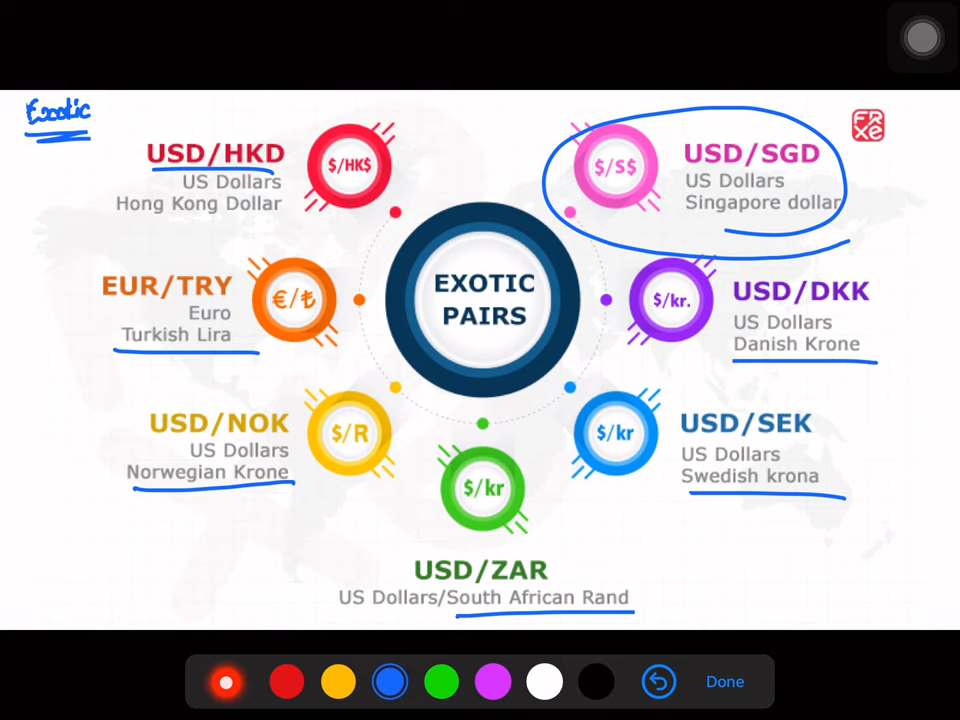 Exotic
FR
XE
USD/HKD
US Dollars
Hong Kong Dollar
$/HK$
$/S$
USD/SGD
US Dollars
Singapore dollar
EUR/TRY
Euro
Turkish Lira
€/₺
EXOTIC
PAIRS
$/kr.
USD/DKK
US Dollars
Danish Krone
USD/NOK
US Dollars
Norwegian Krone
$/R
$/kr
$/kr
USD/SEK
US Dollars
Swedish krona
USD/ZAR
US Dollars/South African Rand
Done